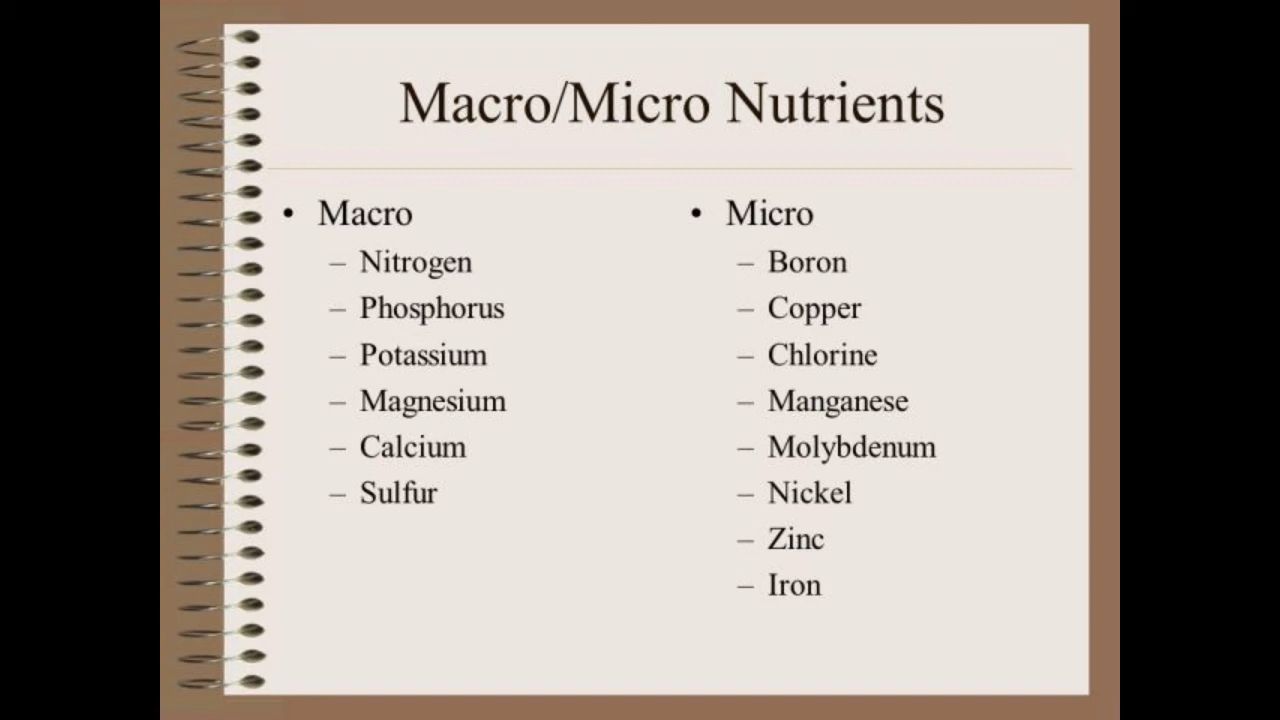 Macro/Micro Nutrients
• Macro
– Nitrogen
– Phosphorus
– Potassium
– Magnesium
– Calcium
– Sulfur
• Micro
– Boron
– Copper
– Chlorine
– Manganese
– Molybdenum
– Nickel
– Zinc
– Iron